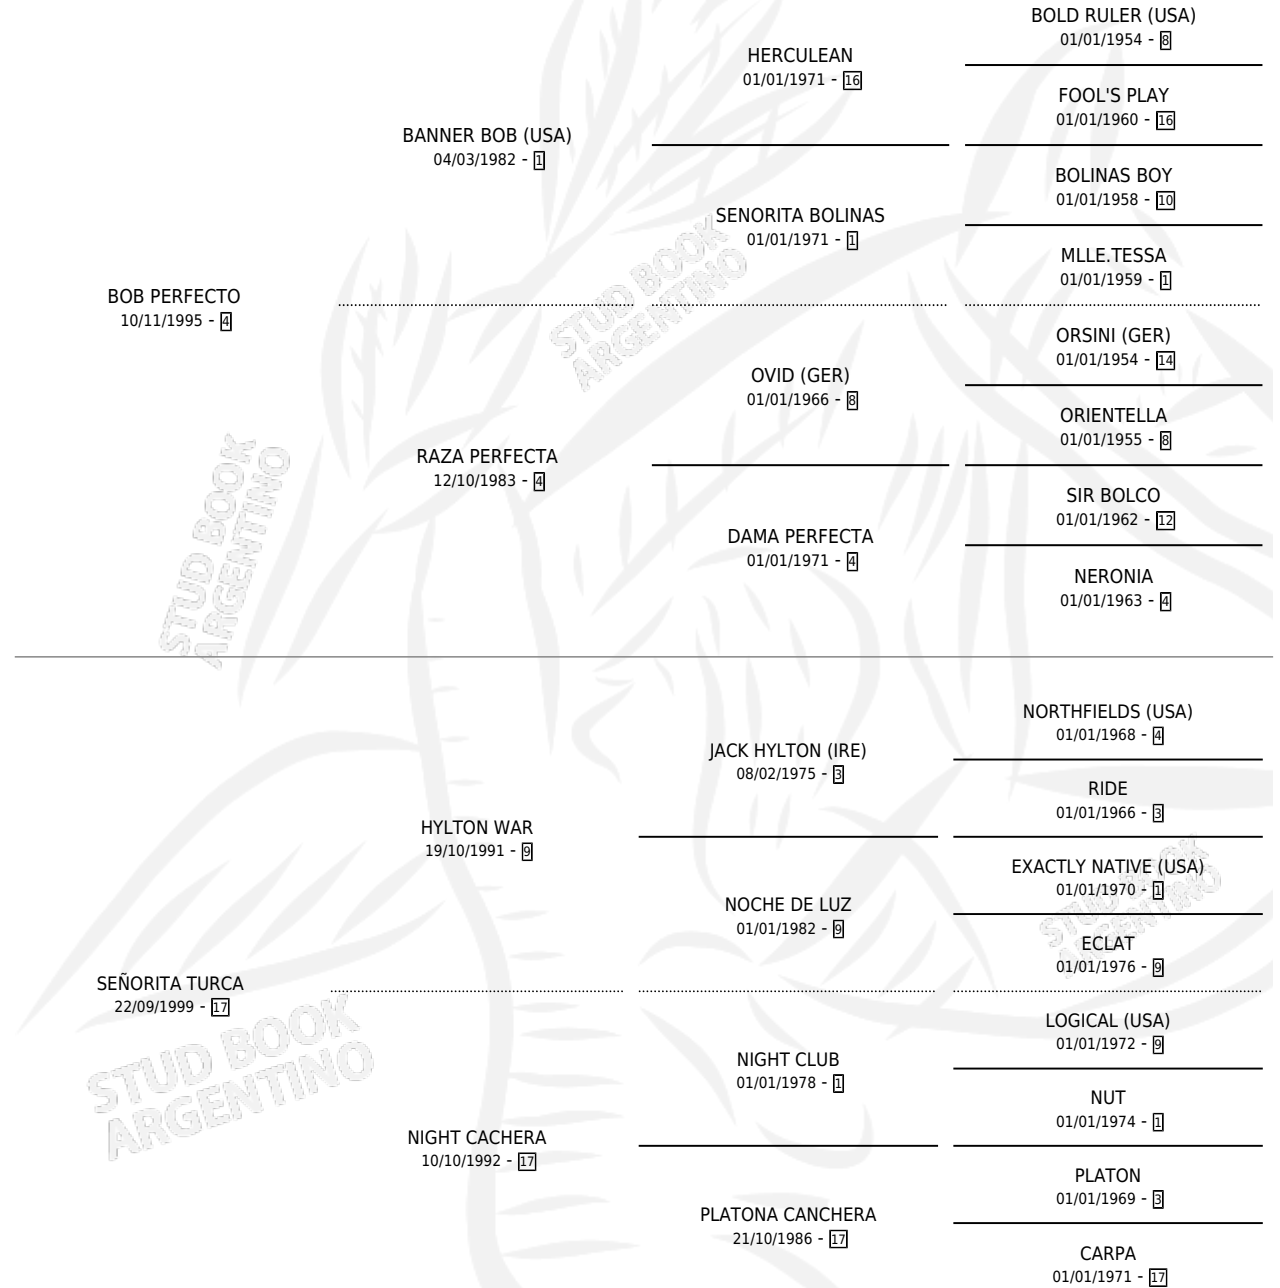 BOLD RULER (USA)
01/01/1954 - 8
HERCULEAN
01/01/1971 - 16
FOOL'S PLAY
01/01/1960 - 16
BANNER BOB (USA)
04/03/1982 - 1
BOLINAS BOY
01/01/1958 - 10
SENORITA BOLINAS
01/01/1971 - 1
MLLE.TESSA
01/01/1959 - 1
BOB PERFECTO
10/11/1995 - 4
STUD BOOK
ARGENTINO
ORSINI (GER)
01/01/1954 - 14
OVID (GER)
01/01/1966 - 8
ORIENTELLA
01/01/1955 - 8
RAZA PERFECTA
12/10/1983 - 4
SIR BOLCO
01/01/1962 - 12
DAMA PERFECTA
01/01/1971 - 4
NERONIA
01/01/1963 - 4
STUD BOOK
ARGENTINO
NORTHFIELDS (USA)
01/01/1968 - 4
JACK HYLTON (IRE)
08/02/1975 - 3
RIDE
01/01/1966 - 3
HYLTON WAR
19/10/1991 - 9
EXACTLY NATIVE (USA)
01/01/1970 - 1
NOCHE DE LUZ
01/01/1982 - 9
ECLAT
01/01/1976 - 9
STUD BOOK
ARGENTINO
SEÑORITA TURCA
22/09/1999 - 17
STUD BOOK
ARGENTINO
LOGICAL (USA)
01/01/1972 - 9
NIGHT CLUB
01/01/1978 - 1
NUT
01/01/1974 - 1
NIGHT CACHERA
10/10/1992 - 17
PLATON
01/01/1969 - 3
PLATONA CANCHERA
21/10/1986 - 17
CARPA
01/01/1971 - 17